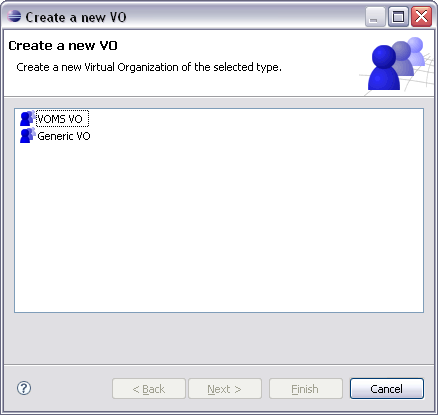 Create a new VO
Create a new VO
Create a new Virtual Organization of the selected type.
VOMS VO
Generic VO
?
< Back
Next >
Finish
Cancel